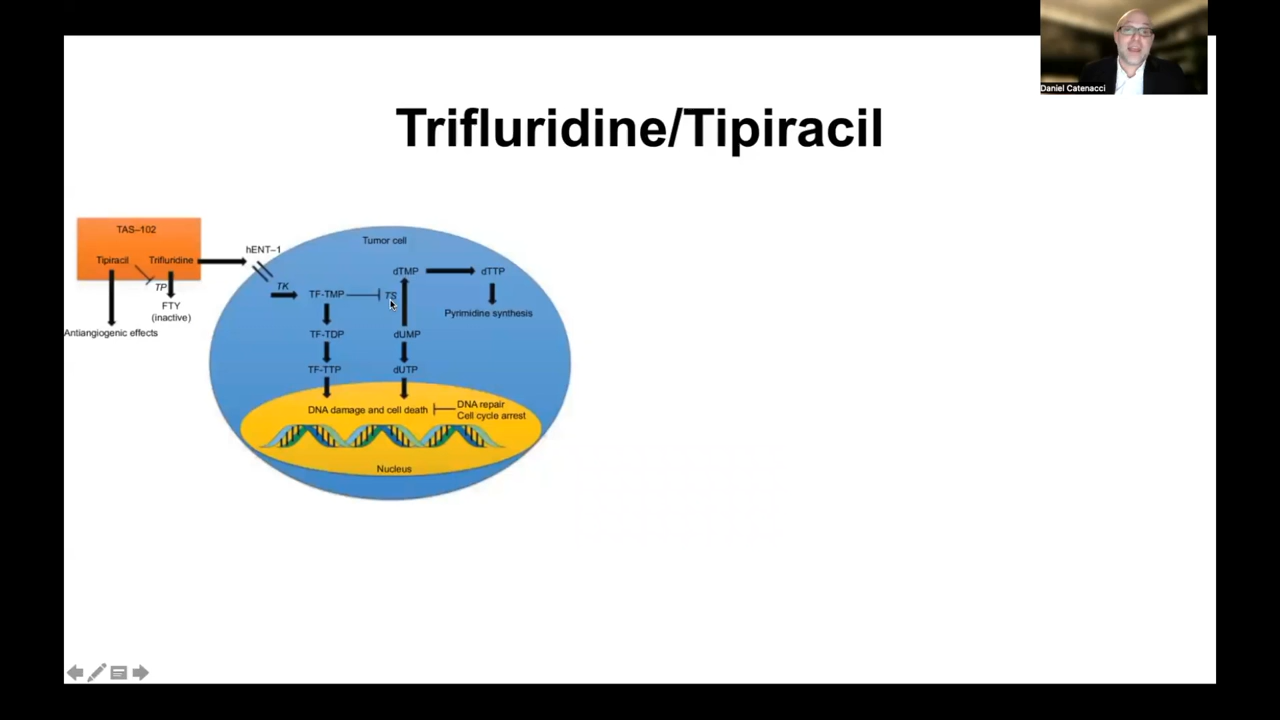 Daniel Catenacci
Trifluridine/Tipiracil
TAS–102
Tipiracil
Trifluridine
TP
FTY
(inactive)
Antiangiogenic effects
hENT–1
Tumor cell
TK
TF-TMP
TS
dTMP
dTTP
Pyrimidine synthesis
TF-TDP
dUMP
TF-TTP
dUTP
DNA damage and cell death
DNA repair
Cell cycle arrest
Nucleus